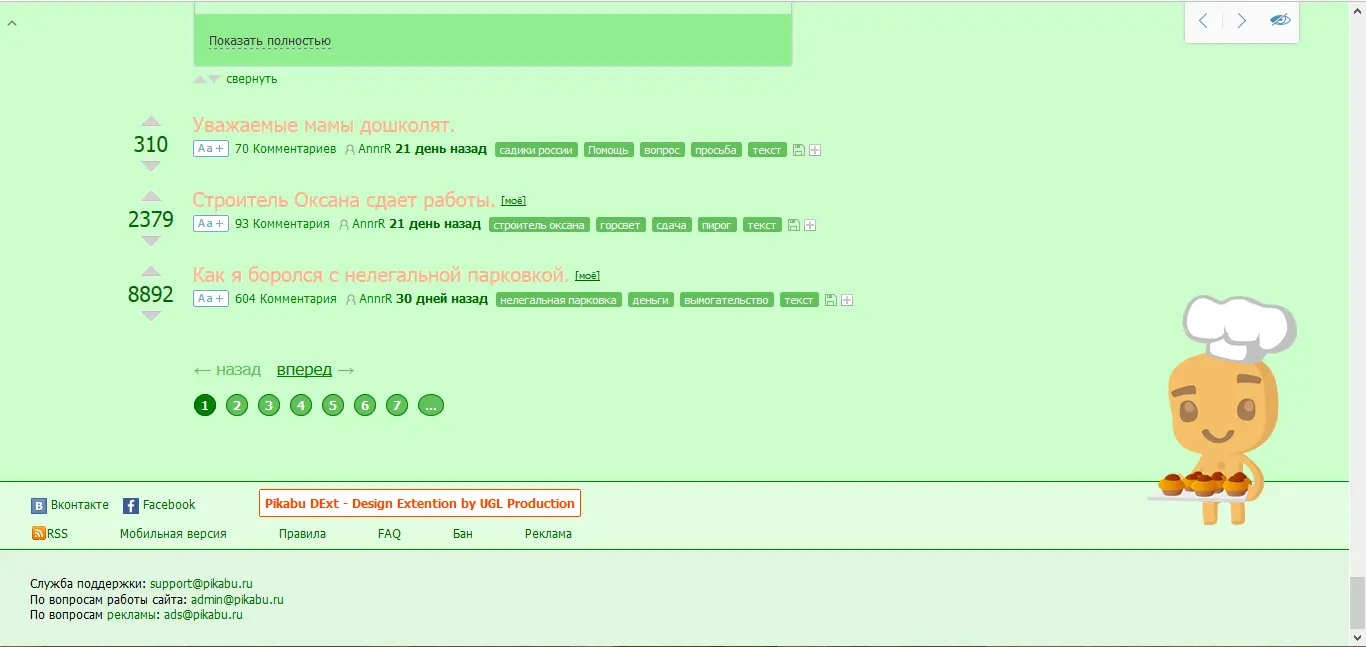 Показать полностью
свернуть
Уважаемые мамы дошколят.
310
Aa + 70 Комментариев AnnrR 21 день назад садики россии Помощь вопрос просьба текст
Строитель Оксана сдает работы. [моё]
2379
Aa + 93 Комментария AnnrR 21 день назад строитель оксана горсвет сдача пирог текст
Как я боролся с нелегальной парковкой. [моё]
8892
Aa + 604 Комментария AnnrR 30 дней назад нелегальная парковка деньги вымогательство текст
← назад вперед →
1 2 3 4 5 6 7 ...
B Вконтакте f Facebook Pikabu DExt - Design Extention by UGL Production
RSS Мобильная версия Правила FAQ Бан Реклама
Служба поддержки: support@pikabu.ru
По вопросам работы сайта: admin@pikabu.ru
По вопросам рекламы: ads@pikabu.ru